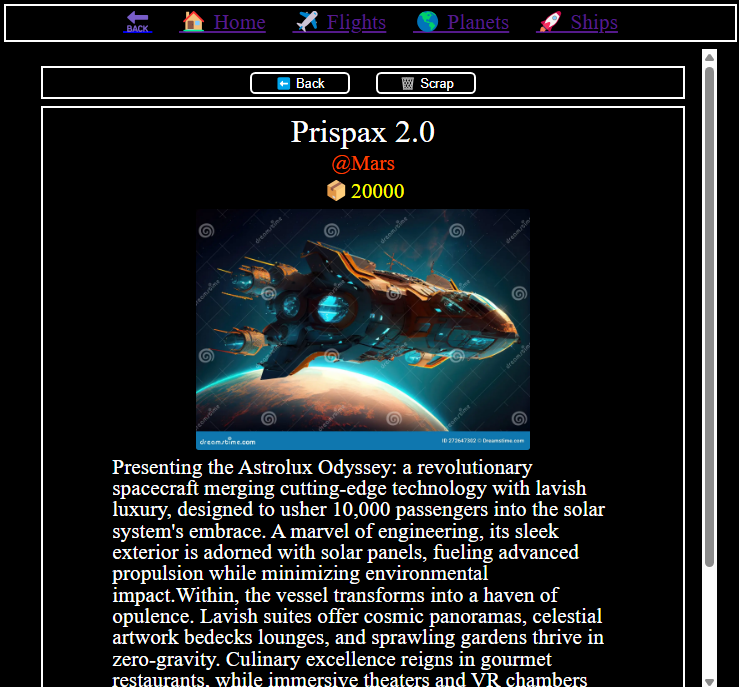 BACK Home Flights Planets Ships
Back Scrap
Prispax 2.0
@Mars
20000
dreamstime.com ID 272647302 © Dreamstime.com
Presenting the Astrolux Odyssey: a revolutionary
spacecraft merging cutting-edge technology with lavish
luxury, designed to usher 10,000 passengers into the solar
system's embrace. A marvel of engineering, its sleek
exterior is adorned with solar panels, fueling advanced
propulsion while minimizing environmental
impact.Within, the vessel transforms into a haven of
opulence. Lavish suites offer cosmic panoramas, celestial
artwork bedecks lounges, and sprawling gardens thrive in
zero-gravity. Culinary excellence reigns in gourmet
restaurants, while immersive theaters and VR chambers